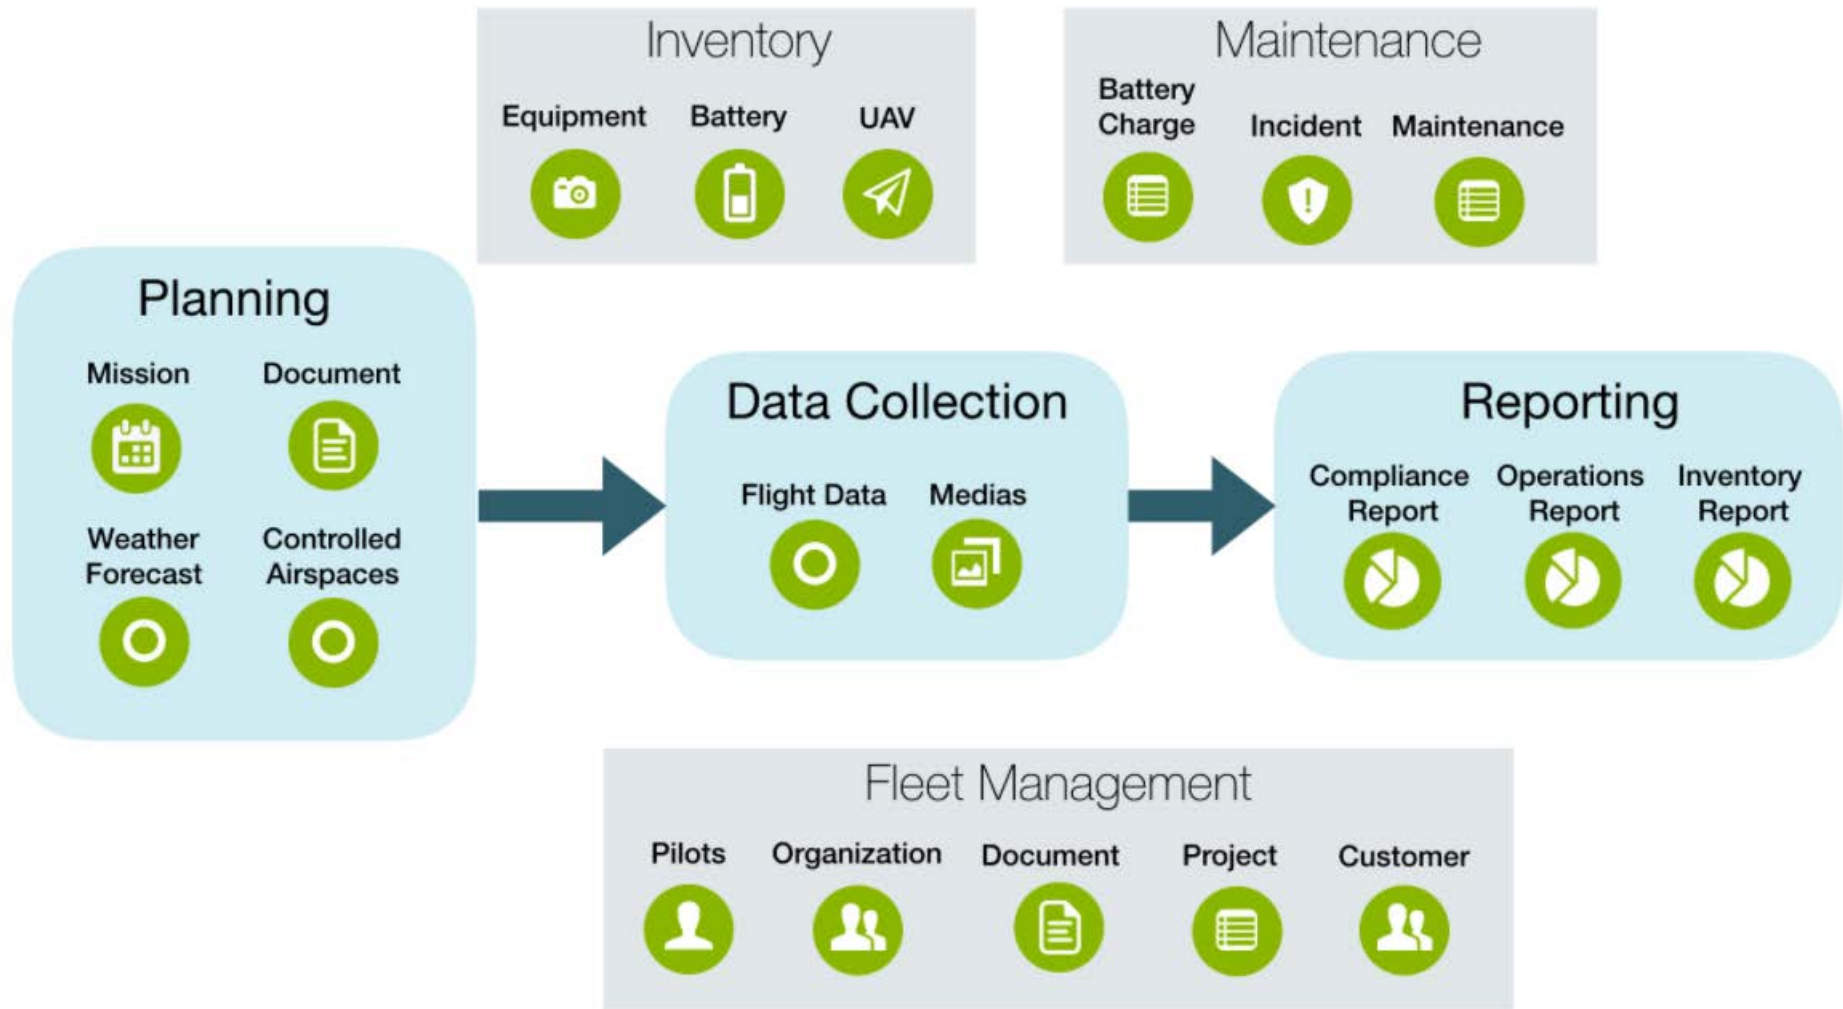 Inventory
Equipment
Battery
UAV
Maintenance
Battery
Charge
Incident
Maintenance
Planning
Mission
Document
Weather
Forecast
Controlled
Airspaces
Data Collection
Flight Data
Medias
Reporting
Compliance
Report
Operations
Report
Inventory
Report
Fleet Management
Pilots
Organization
Document
Project
Customer